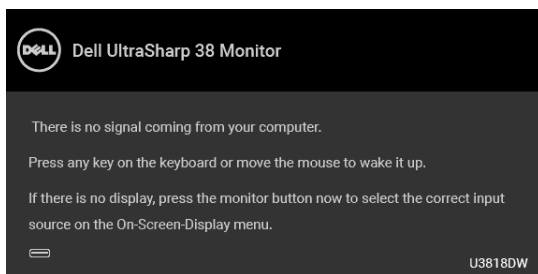 DELL Dell UltraSharp 38 Monitor
There is no signal coming from your computer.
Press any key on the keyboard or move the mouse to wake it up.
If there is no display, press the monitor button now to select the correct input
source on the On-Screen-Display menu.
U3818DW